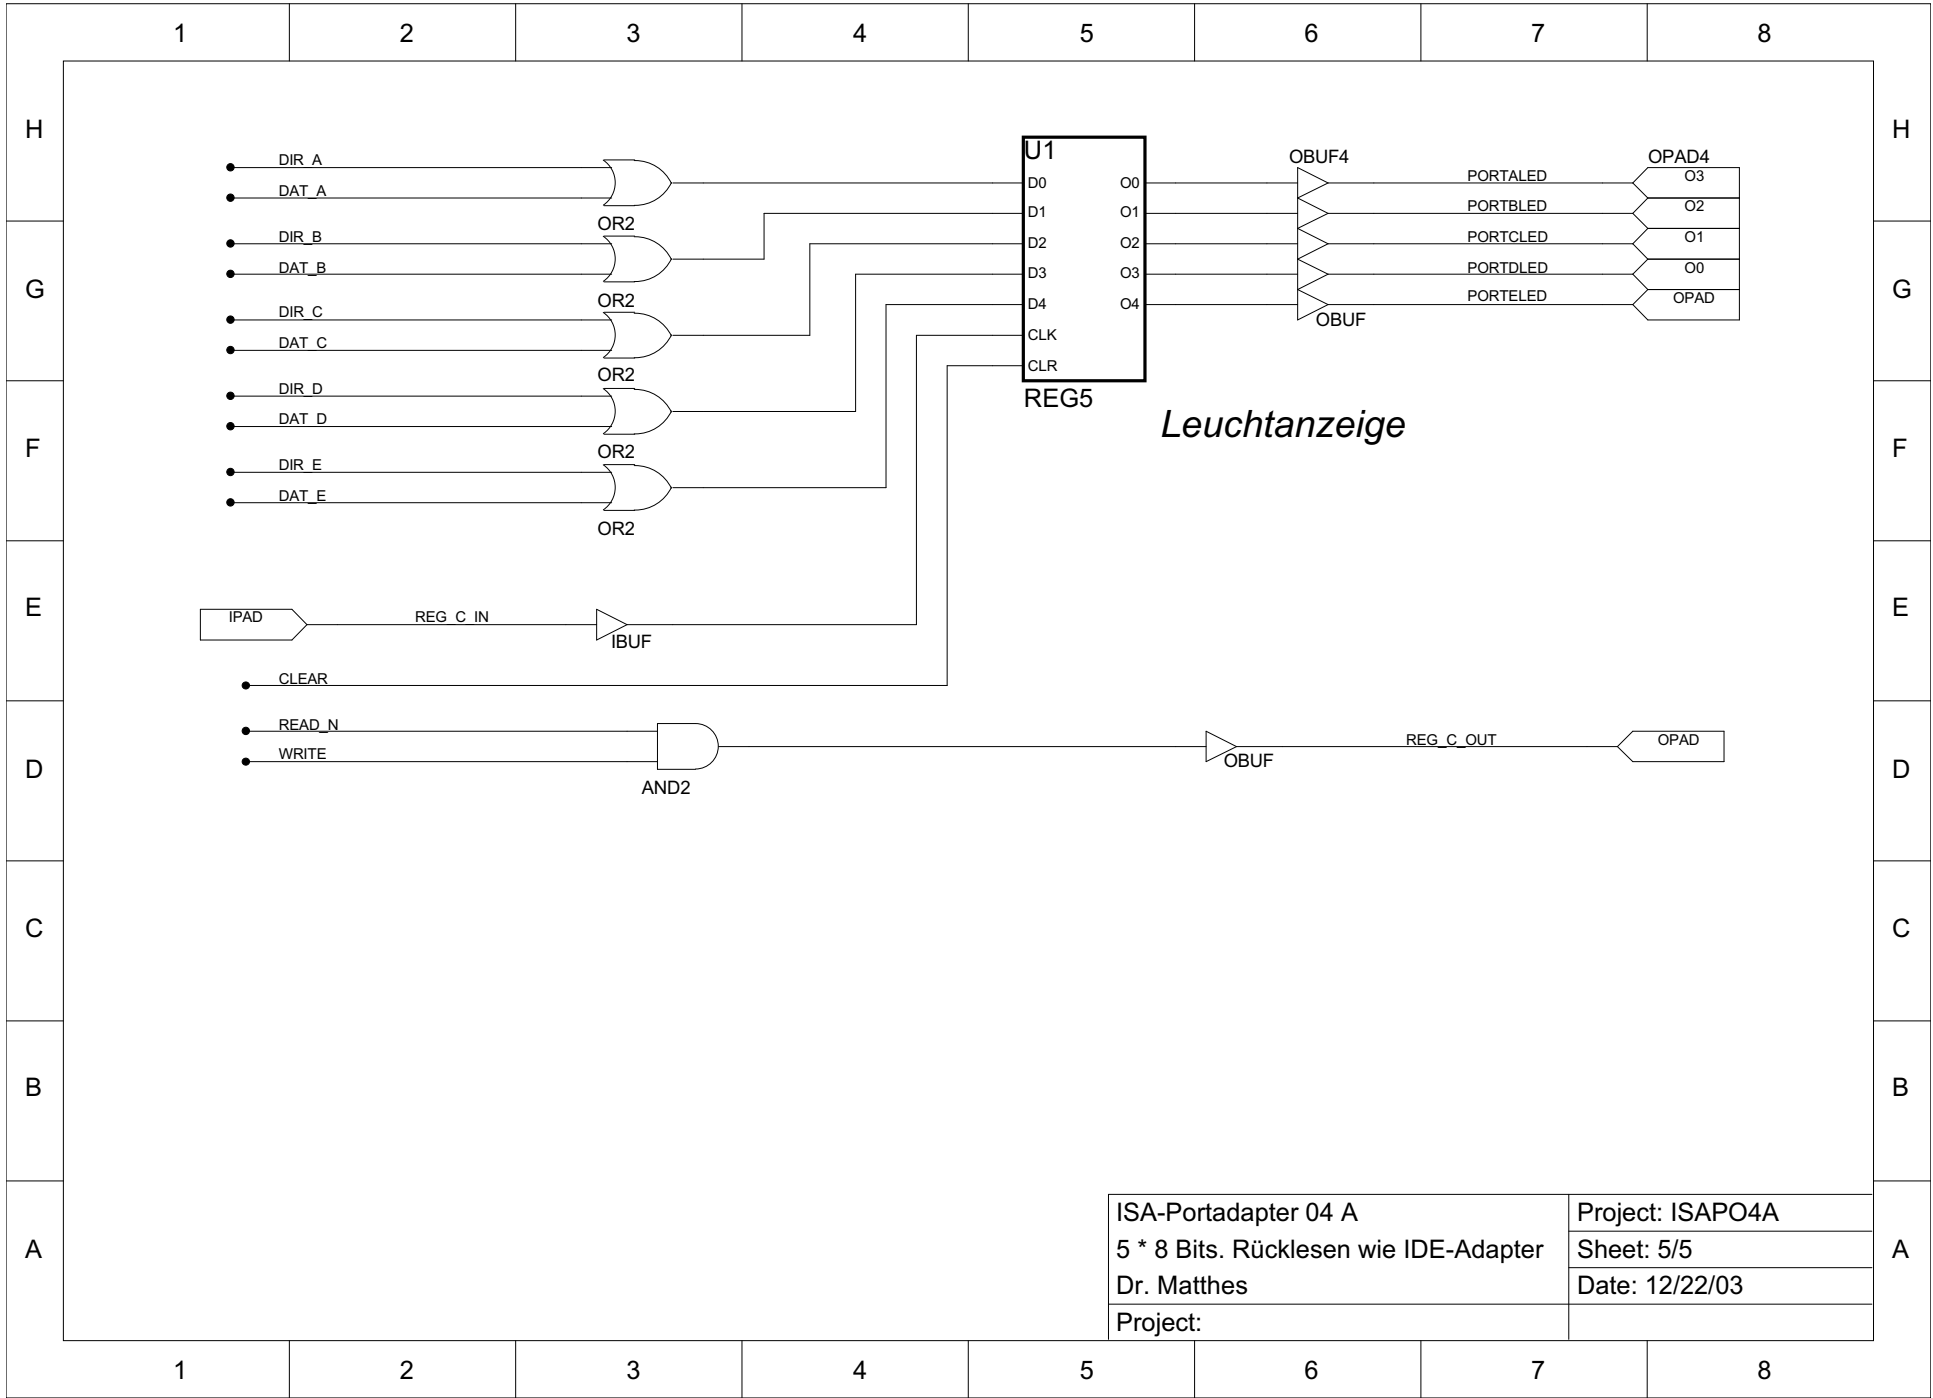 1 2 3 4 5 6 7 8
H H
U1
DIR_A OBUF4 OPAD4
D0 O0 PORTALED O3
DAT_A
D1 O1 PORTBLED O2
OR2
DIR_B D2 O2 PORTCLED O1
DAT_B D3 O3 PORTDLED O0
G G
OR2 D4 O4 PORTELED OPAD
DIR_C OBUF
DAT_C CLK
CLR
OR2
DIR_D REG5
DAT_D Leuchtanzeige
F F
OR2
DIR_E
DAT_E
OR2
E E
IPAD REG_C_IN
IBUF
CLEAR
READ_N
WRITE REG_C_OUT OPAD
OBUF
D D
AND2
C C
B B
ISA-Portadapter 04 A Project: ISAPO4A
A 5 * 8 Bits. Rücklesen wie IDE-Adapter Sheet: 5/5 A
Dr. Matthes Date: 12/22/03
Project:
1 2 3 4 5 6 7 8